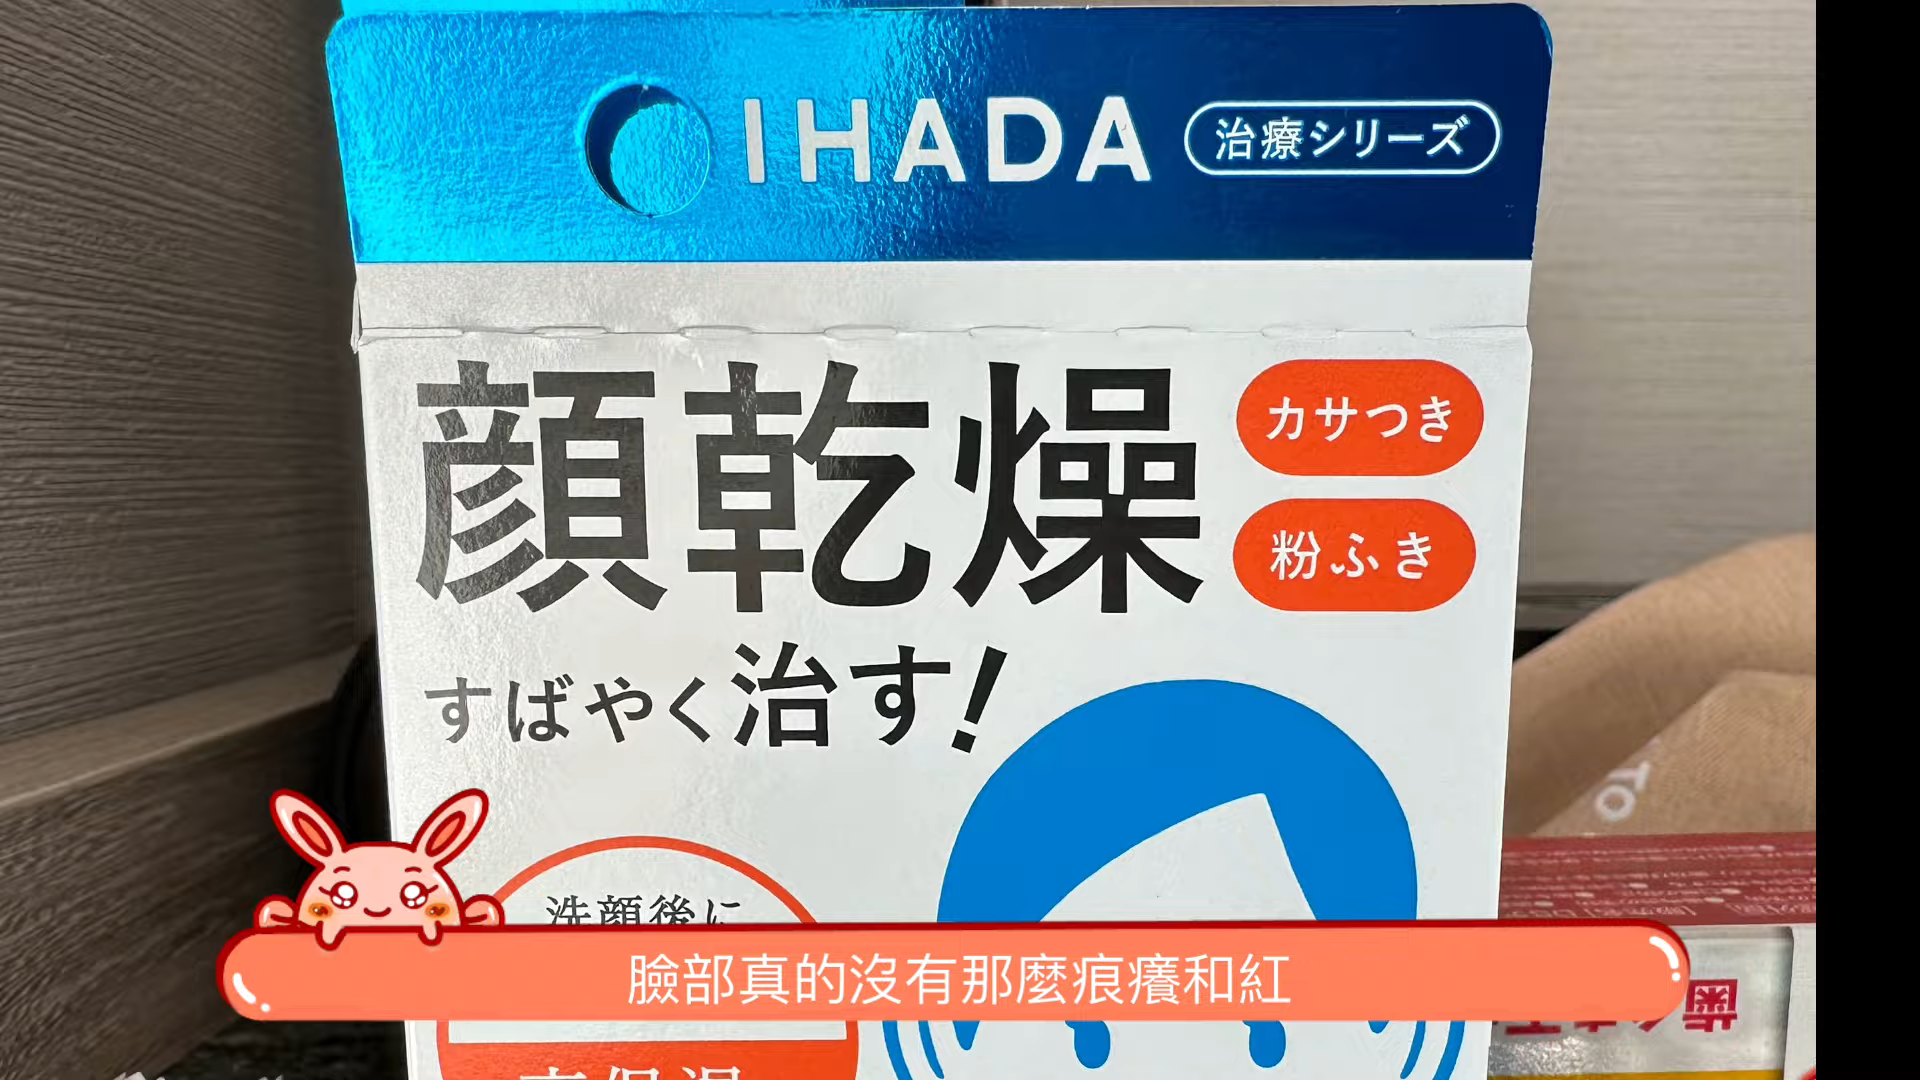 IHADA 治療シリーズ
顔乾燥
カサつき
粉ふき
すばやく治す!
洗顔後に
臉部真的沒有那麼痕癢和紅
TO